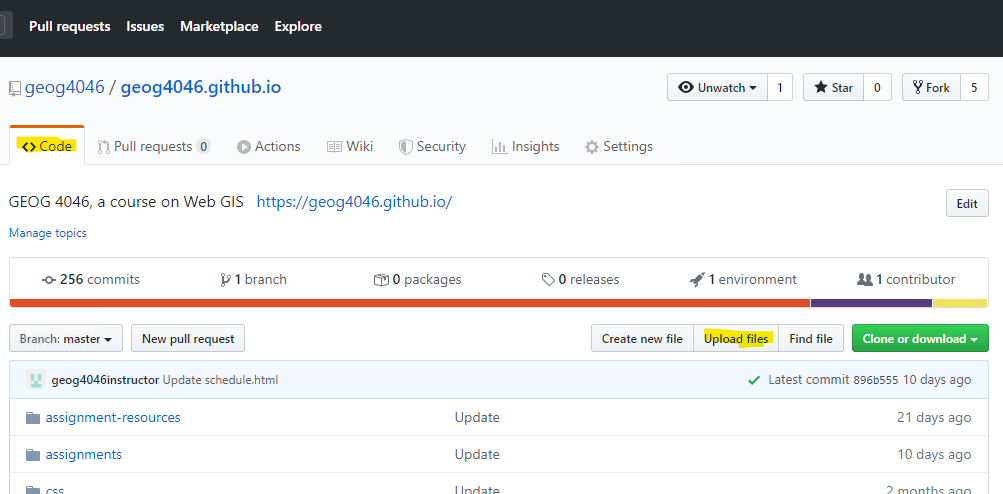 Pull requests Issues Marketplace Explore
geog4046 / geog4046.github.io Unwatch 1 Star 0 Fork 5
Code Pull requests 0 Actions Wiki Security Insights Settings
GEOG 4046, a course on Web GIS https://geog4046.github.io/ Edit
Manage topics
256 commits 1 branch 0 packages 0 releases 1 environment 1 contributor
Branch: master New pull request Create new file Upload files Find file Clone or download
geog4046instructor Update schedule.html Latest commit 896b555 10 days ago
assignment-resources Update 21 days ago
assignments Update 10 days ago
css Update 2 months ago